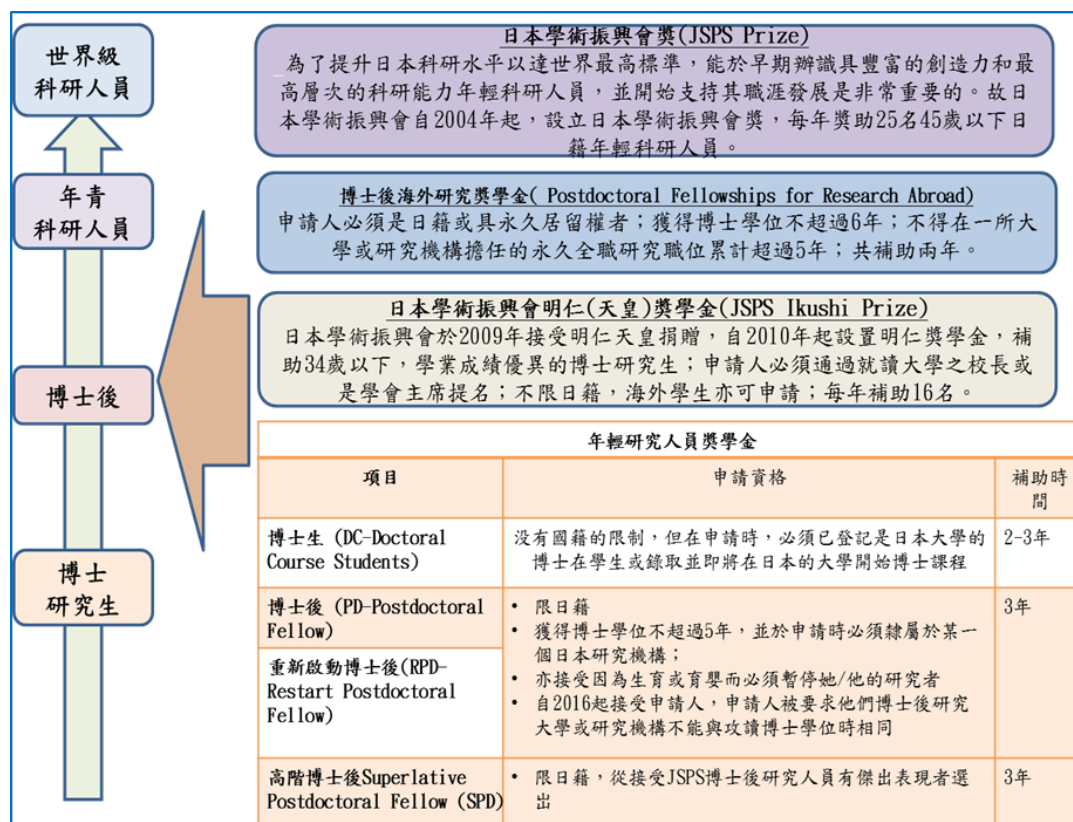 世界級
科研人員
年青
科研人員
博士後
博士
研究生
日本學術振興會獎(JSPS Prize)
為了提升日本科研水平以達世界最高標準，能於早期辨識具豐富的創造力和最
高層次的科研能力年輕科研人員，並開始支持其職涯發展是非常重要的。故日
本學術振興會自2004年起，設立日本學術振興會獎，每年獎助25名45歲以下日
籍年輕科研人員。
博士後海外研究獎學金( Postdoctoral Fellowships for Research Abroad)
申請人必須是日籍或具永久居留權者；獲得博士學位不超過6年；不得在一所大
學或研究機構擔任的永久全職研究職位累計超過5年；共補助兩年。
日本學術振興會明仁(天皇)獎學金(JSPS Ikushi Prize)
日本學術振興會於2009年接受明仁天皇捐贈，自2010年起設置明仁獎學金，補
助34歲以下，學業成績優異的博士研究生；申請人必須通過就讀大學之校長或
是學會主席提名；不限日籍，海外學生亦可申請；每年補助16名。
年輕研究人員獎學金
項目
申請資格
補助時
間
博士生 (DC-Doctoral
Course Students)
沒有國籍的限制，但在申請時，必須已登記是日本大學的
博士在學生或錄取並即將在日本的大學開始博士課程
2-3年
博士後 (PD-Postdoctoral
Fellow)
重新啟動博士後(RPD-
Restart Postdoctoral
Fellow)
• 限日籍
• 獲得博士學位不超過5年，並於申請時必須隸屬於某一
個日本研究機構；
• 亦接受因為生育或育嬰而必須暫停她/他的研究者
• 自2016起接受申請人，申請人被要求他們博士後研究
大學或研究機構不能與攻讀博士學位時相同
3年
高階博士後Superlative
Postdoctoral Fellow (SPD)
• 限日籍，從接受JSPS博士後研究人員有傑出表現者選
出
3年